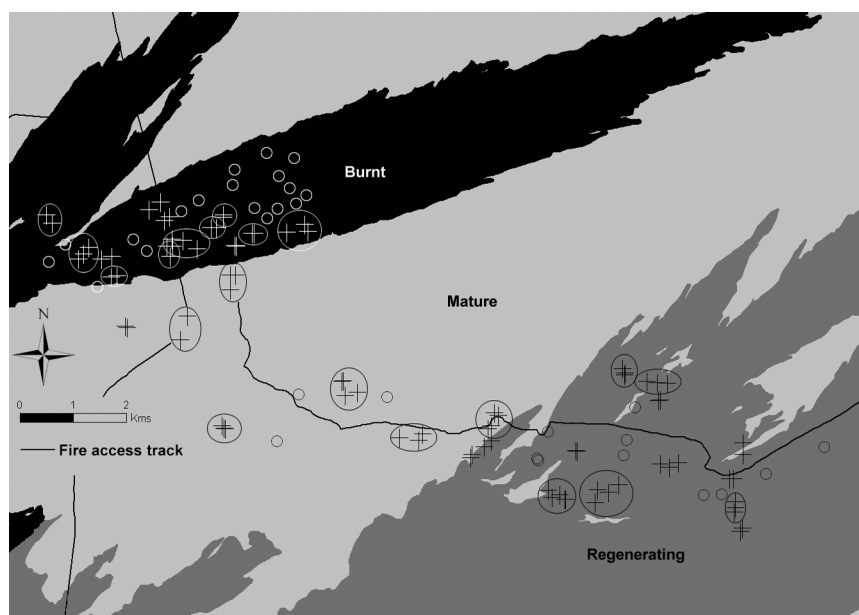 Burnt
Mature
N
0 1 2
Kms
Fire access track
Regenerating